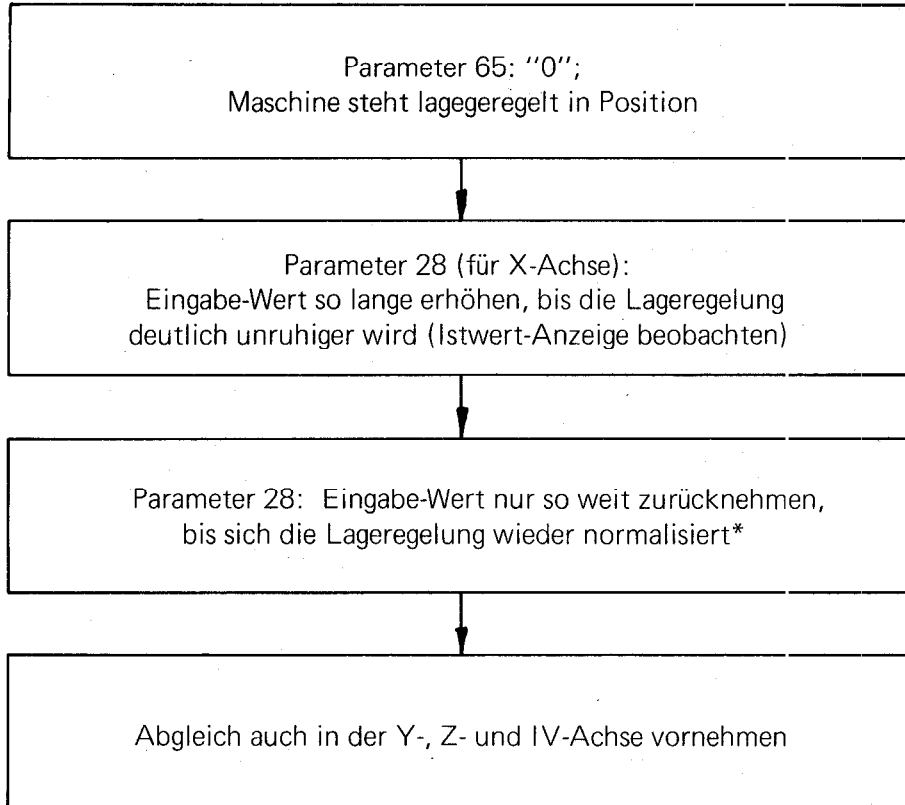 Parameter 65: "0";
Maschine steht lagegeregelt in Position
Parameter 28 (für X-Achse):
Eingabe-Wert so lange erhöhen, bis die Lageregelung
deutlich unruhiger wird (Istwert-Anzeige beobachten)
Parameter 28: Eingabe-Wert nur so weit zurücknehmen,
bis sich die Lageregelung wieder normalisiert*
Abgleich auch in der Y-, Z- und IV-Achse vornehmen